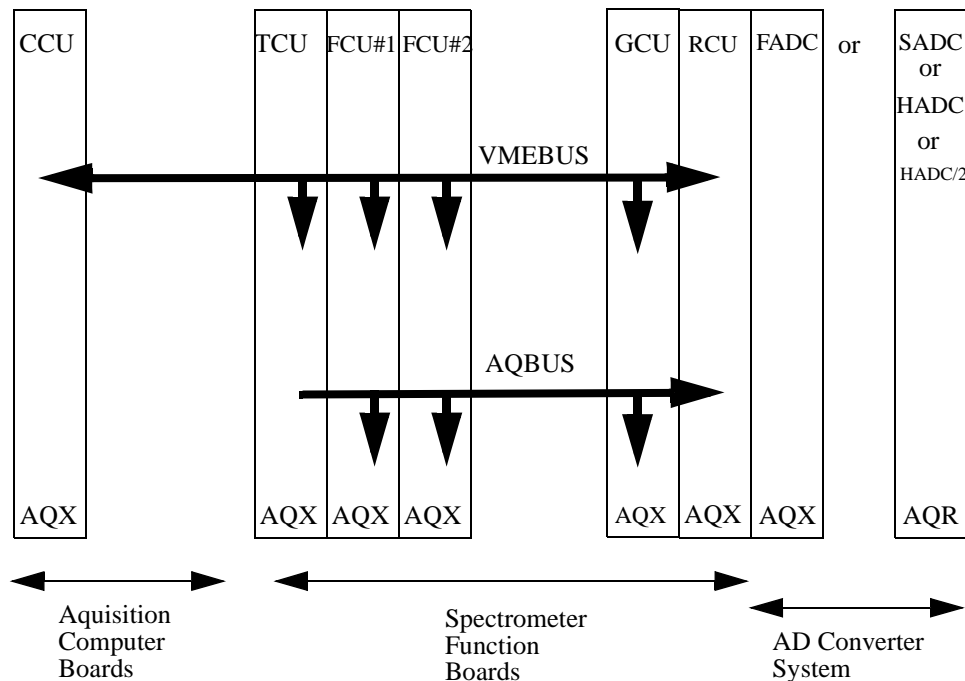 CCU TCU FCU#1 FCU#2 GCU RCU FADC or SADC
or
HADC
or
HADC/2
VMEBUS
AQBUS
AQX AQX AQX AQX AQX AQX AQX AQR
Aquisition
Computer
Boards
Spectrometer
Function
Boards
AD Converter
System